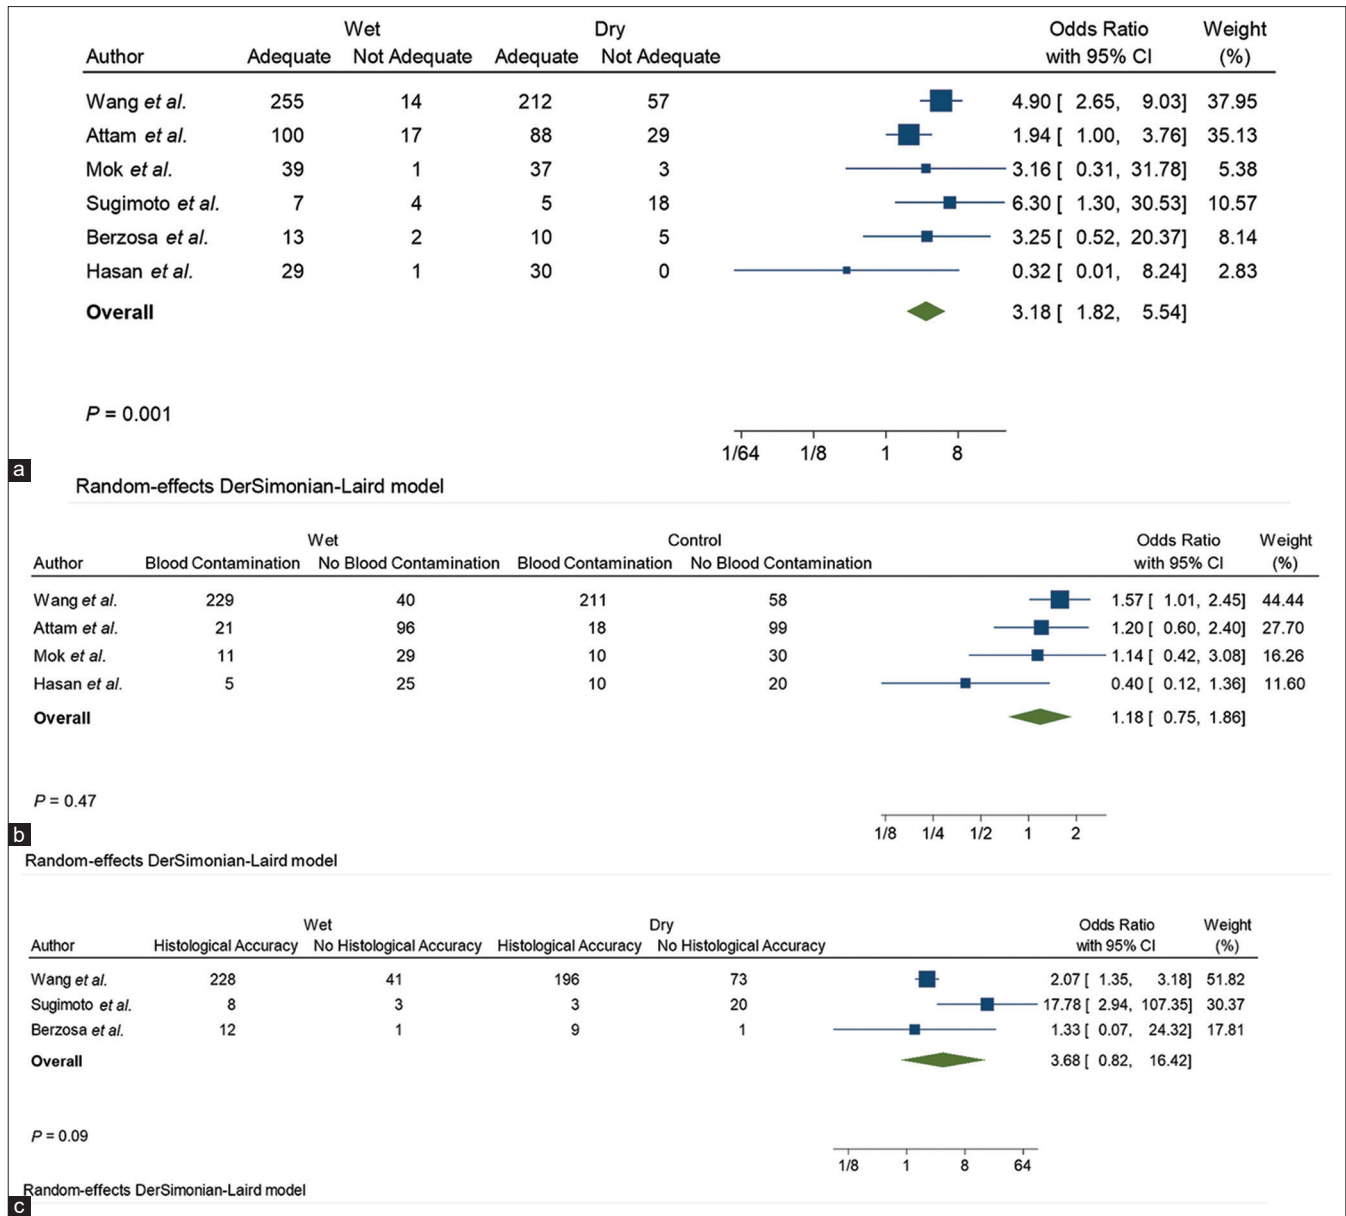 Wet Dry Odds Ratio Weight
Author Adequate Not Adequate Adequate Not Adequate with 95% CI (%)
Wang et al. 255 14 212 57 4.90 [ 2.65, 9.03] 37.95
Attam et al. 100 17 88 29 1.94 [ 1.00, 3.76] 35.13
Mok et al. 39 1 37 3 3.16 [ 0.31, 31.78] 5.38
Sugimoto et al. 7 4 5 18 6.30 [ 1.30, 30.53] 10.57
Berzosa et al. 13 2 10 5 3.25 [ 0.52, 20.37] 8.14
Hasan et al. 29 1 30 0 0.32 [ 0.01, 8.24] 2.83
Overall 3.18 [ 1.82, 5.54]
P = 0.001
1/64 1/8 1 8
a
Random-effects DerSimonian-Laird model
Wet Control Odds Ratio Weight
Author Blood Contamination No Blood Contamination Blood Contamination No Blood Contamination with 95% CI (%)
Wang et al. 229 40 211 58 1.57 [ 1.01, 2.45] 44.44
Attam et al. 21 96 18 99 1.20 [ 0.60, 2.40] 27.70
Mok et al. 11 29 10 30 1.14 [ 0.42, 3.08] 16.26
Hasan et al. 5 25 10 20 0.40 [ 0.12, 1.36] 11.60
Overall 1.18 [ 0.75, 1.86]
P = 0.47
1/8 1/4 1/2 1 2
b
Random-effects DerSimonian-Laird model
Wet Dry Odds Ratio Weight
Author Histological Accuracy No Histological Accuracy Histological Accuracy No Histological Accuracy with 95% CI (%)
Wang et al. 228 41 196 73 2.07 [ 1.35, 3.18] 51.82
Sugimoto et al. 8 3 3 20 17.78 [ 2.94, 107.35] 30.37
Berzosa et al. 12 1 9 1 1.33 [ 0.07, 24.32] 17.81
Overall 3.68 [ 0.82, 16.42]
P = 0.09
1/8 1 8 64
Random-effects DerSimonian-Laird model
c